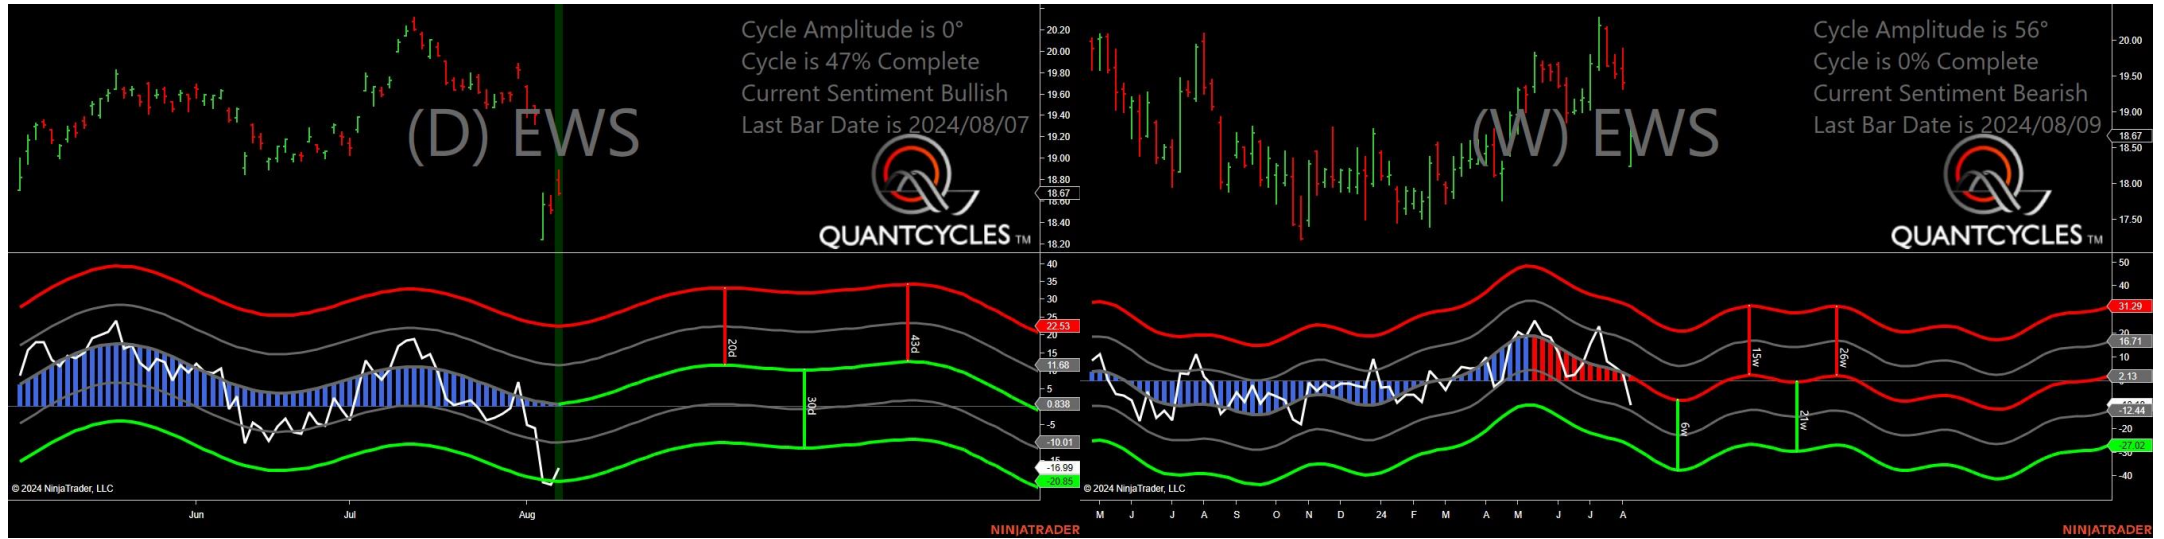 Cycle Amplitude is 0°
Cycle is 47% Complete
Current Sentiment Bullish
Last Bar Date is 2024/08/07
(D) EWS
QUANTCYCLES TM
20.20
20.00
19.80
19.60
19.40
19.20
19.00
18.80
18.67
18.60
18.40
18.20
40
35
30
25
22.53
20
15
11.68
10
5
0.838
-5
-10.01
-16.99
-20.85
20d
30d
43d
© 2024 NinjaTrader, LLC
Jun
Jul
Aug
NINJATRADER
Cycle Amplitude is 56°
Cycle is 0% Complete
Current Sentiment Bearish
Last Bar Date is 2024/08/09
(W) EWS
QUANTCYCLES TM
20.00
19.50
19.00
18.67
18.50
18.00
17.50
50
40
31.29
20
16.71
10
2.13
-12.44
-20
-27.02
-30
-40
6w
15w
21w
26w
© 2024 NinjaTrader, LLC
M J J A S O N D 24 F M A M J J A
NINJATRADER